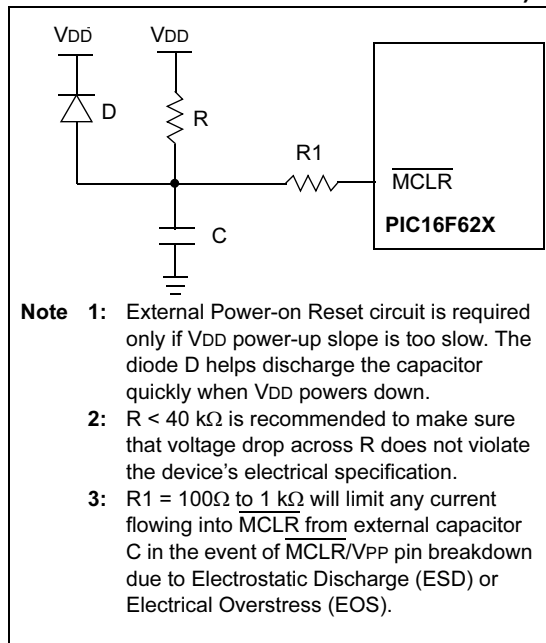 VDD VDD
D
R
R1
MCLR
PIC16F62X
C
Note 1: External Power-on Reset circuit is required
only if VDD power-up slope is too slow. The
diode D helps discharge the capacitor
quickly when VDD powers down.
2: R < 40 kΩ is recommended to make sure
that voltage drop across R does not violate
the device's electrical specification.
3: R1 = 100Ω to 1 kΩ will limit any current
flowing into MCLR from external capacitor
C in the event of MCLR/VPP pin breakdown
due to Electrostatic Discharge (ESD) or
Electrical Overstress (EOS).